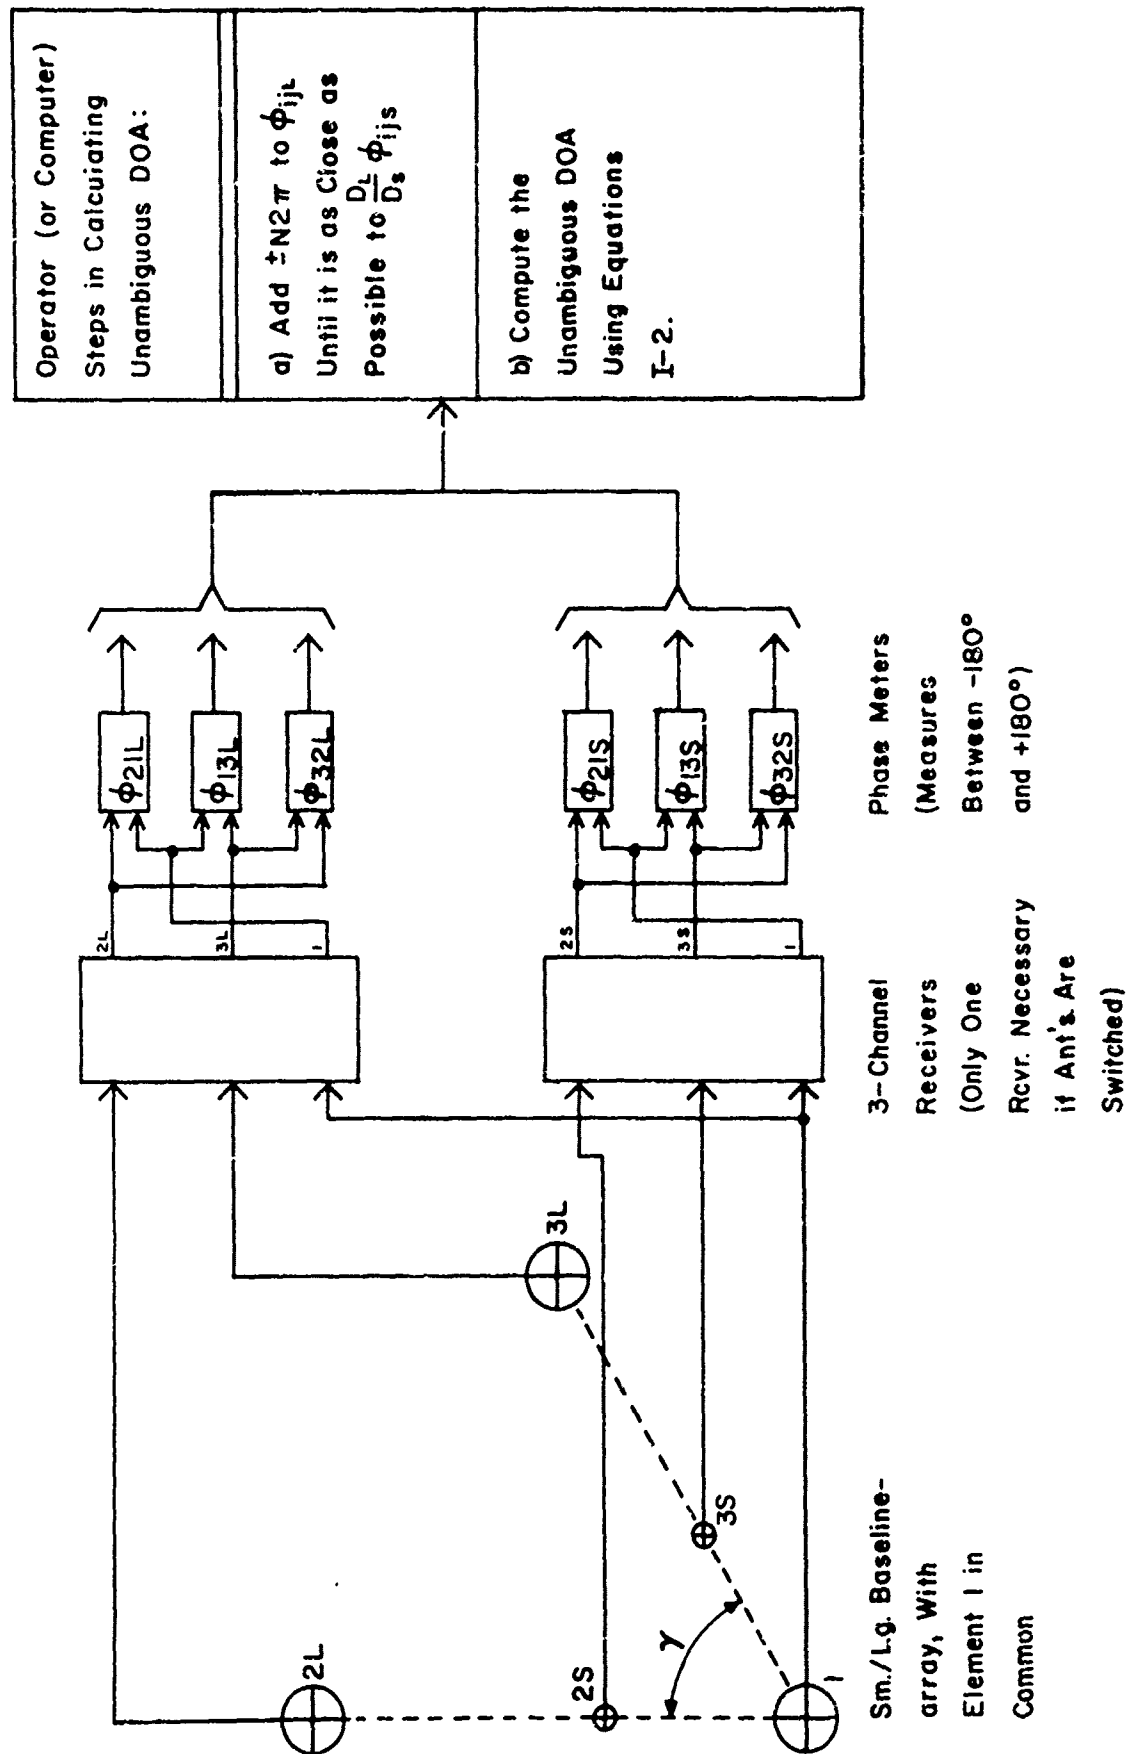 Operator (or Computer)
Steps in Calcuiating
Unambiguous DOA:
a) Add ±N2π to ϕijL
Until it is as Close as
Possible to DL/Ds ϕijs
b) Compute the
Unambiguous DOA
Using Equations
I-2.
ϕ21L
ϕ13L
ϕ32L
ϕ21S
ϕ13S
ϕ32S
Phase Meters
(Measures
Between -180°
and +180°)
2L
3L
1
2S
3S
1
3-Channel
Receivers
(Only One
Rcvr. Necessary
if Ant's. Are
Switched)
2L
3L
2S
3S
γ
1
Sm./Lg. Baseline-
array, With
Element 1 in
Common